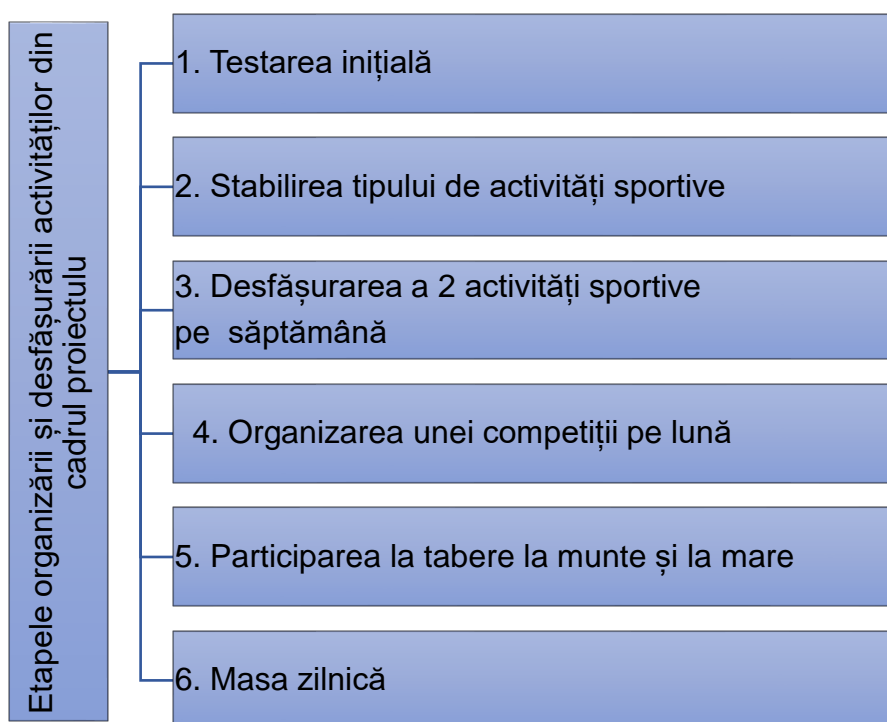 Etapele organizării și desfășurării activităților din
cadrul proiectulu
1. Testarea inițială
2. Stabilirea tipului de activități sportive
3. Desfășurarea a 2 activități sportive
pe săptămână
4. Organizarea unei competiții pe lună
5. Participarea la tabere la munte și la mare
6. Masa zilnică